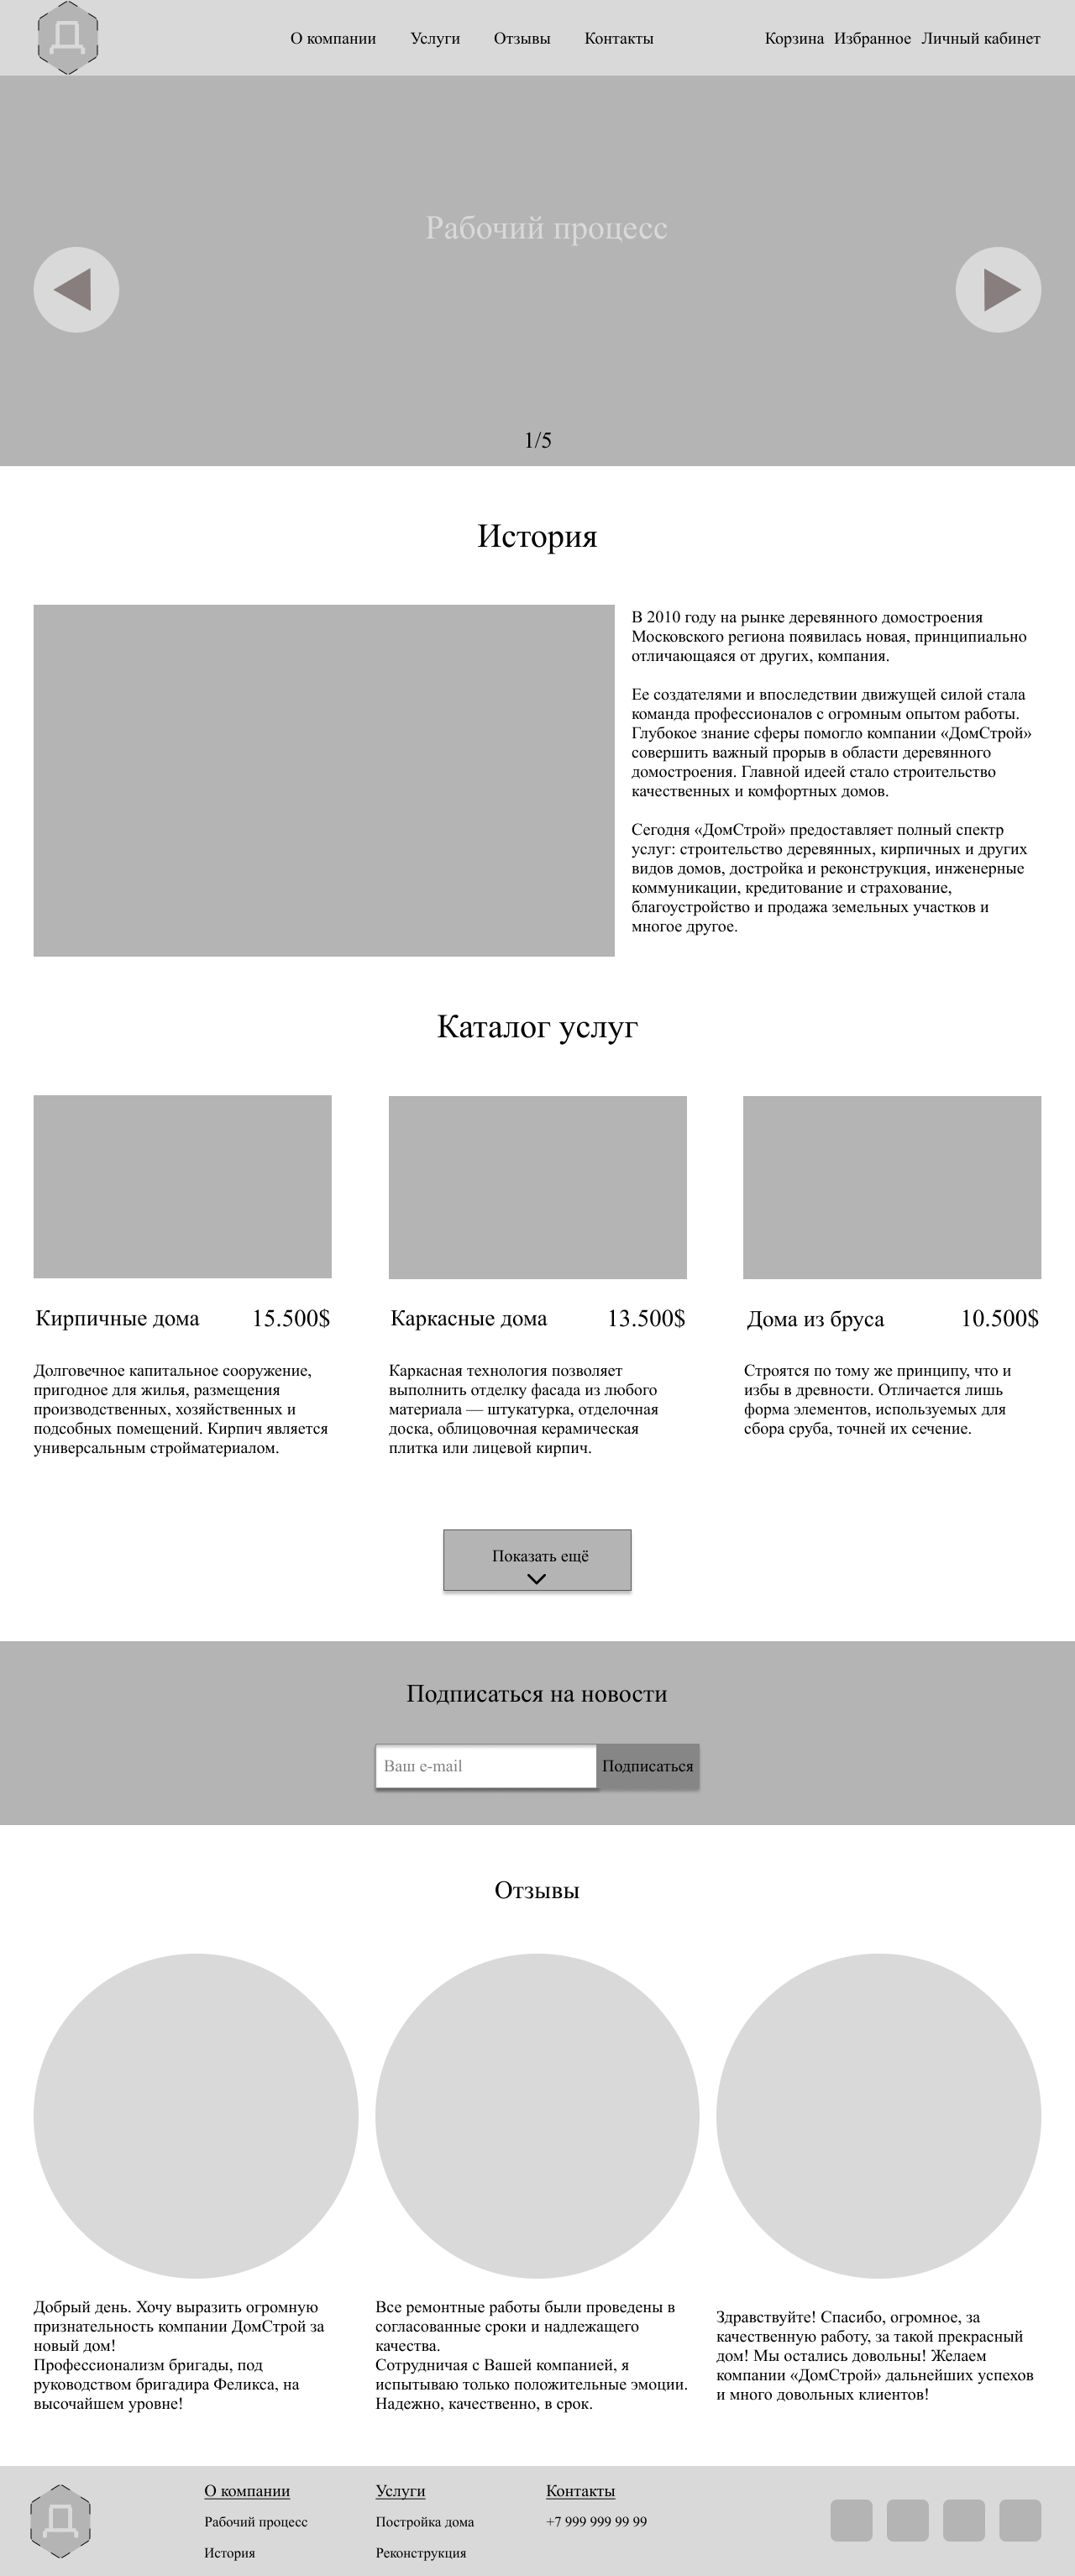 Д
О компании Услуги Отзывы Контакты Корзина Избранное Личный кабинет
Рабочий процесс
1/5
История
В 2010 году на рынке деревянного домостроения
Московского региона появилась новая, принципиально
отличающаяся от других, компания.
Ее создателями и впоследствии движущей силой стала
команда профессионалов с огромным опытом работы.
Глубокое знание сферы помогло компании «ДомСтрой»
совершить важный прорыв в области деревянного
домостроения. Главной идеей стало строительство
качественных и комфортных домов.
Сегодня «ДомСтрой» предоставляет полный спектр
услуг: строительство деревянных, кирпичных и других
видов домов, достройка и реконструкция, инженерные
коммуникации, кредитование и страхование,
благоустройство и продажа земельных участков и
многое другое.
Каталог услуг
Кирпичные дома 15.500$
Долговечное капитальное сооружение,
пригодное для жилья, размещения
производственных, хозяйственных и
подсобных помещений. Кирпич является
универсальным стройматериалом.
Каркасные дома 13.500$
Каркасная технология позволяет
выполнить отделку фасада из любого
материала — штукатурка, отделочная
доска, облицовочная керамическая
плитка или лицевой кирпич.
Дома из бруса 10.500$
Строятся по тому же принципу, что и
избы в древности. Отличается лишь
форма элементов, используемых для
сбора сруба, точней их сечение.
Показать ещё
Подписаться на новости
Ваш e-mail Подписаться
Отзывы
Добрый день. Хочу выразить огромную
признательность компании ДомСтрой за
новый дом!
Профессионализм бригады, под
руководством бригадира Феликса, на
высочайшем уровне!
Все ремонтные работы были проведены в
согласованные сроки и надлежащего
качества.
Сотрудничая с Вашей компанией, я
испытываю только положительные эмоции.
Надежно, качественно, в срок.
Здравствуйте! Спасибо, огромное, за
качественную работу, за такой прекрасный
дом! Мы остались довольны! Желаем
компании «ДомСтрой» дальнейших успехов
и много довольных клиентов!
Д
О компании
Рабочий процесс
История
Услуги
Постройка дома
Реконструкция
Контакты
+7 999 999 99 99